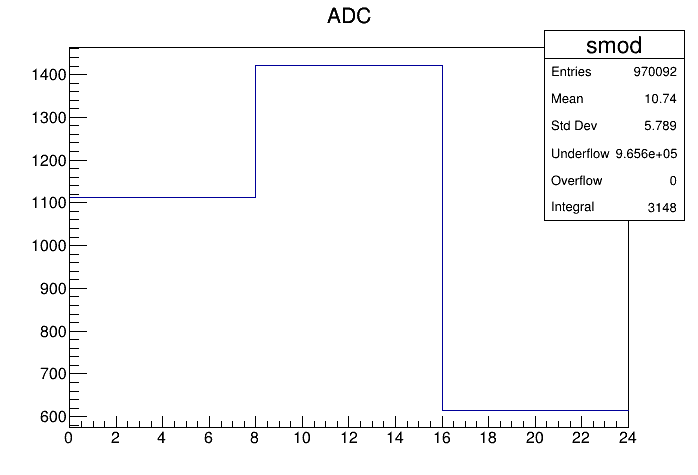 ADC
smod
Entries 970092
Mean 10.74
Std Dev 5.789
Underflow 9.656e+05
Overflow 0
Integral 3148
1400
1300
1200
1100
1000
900
800
700
600
0 2 4 6 8 10 12 14 16 18 20 22 24